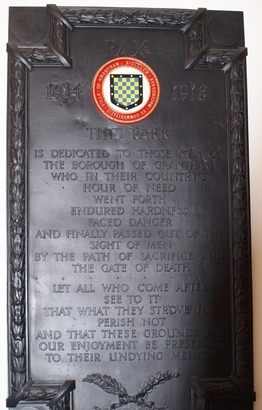 PAX
1914 1918
THIS PARK
IS DEDICATED TO THOSE MEN OF
THE BOROUGH OF GRANTHAM
WHO IN THEIR COUNTRY'S
HOUR OF NEED
WENT FORTH
ENDURED HARDNESS
FACED DANGER
AND FINALLY PASSED OUT OF THE
SIGHT OF MEN
BY THE PATH OF SACRIFICE AND
THE GATE OF DEATH
LET ALL WHO COME AFTER
SEE TO IT
THAT WHAT THEY STROVE FOR
PERISH NOT
AND THAT THESE GROUNDS
OUR ENJOYMENT BE
TO THEIR UNDYING MEMORY